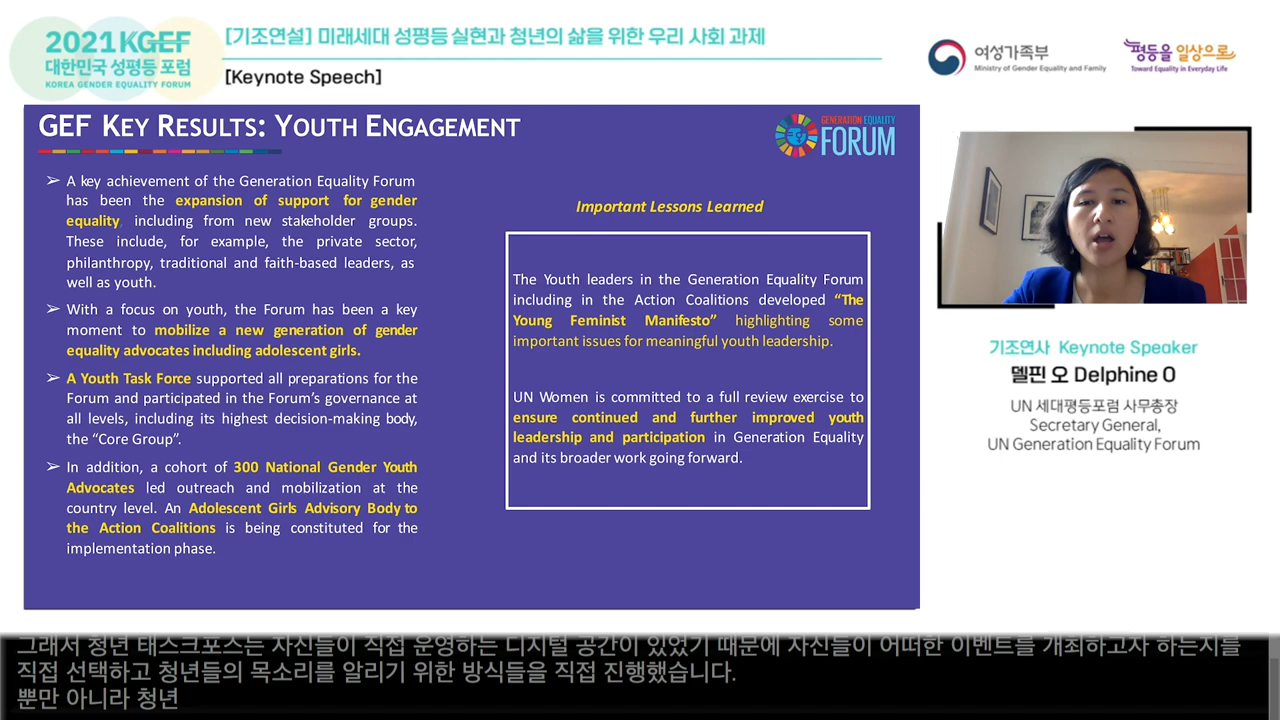 2021 KGEF
대한민국 성평등 포럼
KOREA GENDER EQUALITY FORUM
[기조연설] 미래세대 성평등 실현과 청년의 삶을 위한 우리 사회 과제
[Keynote Speech]
여성가족부
Ministry of Gender Equality and Family
평등을 일상으로
Toward Equality in Everyday Life
GEF KEY RESULTS: YOUTH ENGAGEMENT
GENERATION EQUALITY
FORUM
➢ A key achievement of the Generation Equality Forum
has been the expansion of support for gender
equality, including from new stakeholder groups.
These include, for example, the private sector,
philanthropy, traditional and faith-based leaders, as
well as youth.
➢ With a focus on youth, the Forum has been a key
moment to mobilize a new generation of gender
equality advocates including adolescent girls.
➢ A Youth Task Force supported all preparations for the
Forum and participated in the Forum's governance at
all levels, including its highest decision-making body,
the “Core Group”.
➢ In addition, a cohort of 300 National Gender Youth
Advocates led outreach and mobilization at the
country level. An Adolescent Girls Advisory Body to
the Action Coalitions is being constituted for the
implementation phase.
Important Lessons Learned
The Youth leaders in the Generation Equality Forum
including in the Action Coalitions developed “The
Young Feminist Manifesto” highlighting some
important issues for meaningful youth leadership.
UN Women is committed to a full review exercise to
ensure continued and further improved youth
leadership and participation in Generation Equality
and its broader work going forward.
기조연사 Keynote Speaker
델핀 오 Delphine O
UN 세대평등포럼 사무총장
Secretary General,
UN Generation Equality Forum
그래서 청년 태스크포스는 자신들이 직접 운영하는 디지털 공간이 있었기 때문에 자신들이 어떠한 이벤트를 개최하고자 하는지를
직접 선택하고 청년들의 목소리를 알리기 위한 방식들을 직접 진행했습니다.
뿐만 아니라 청년